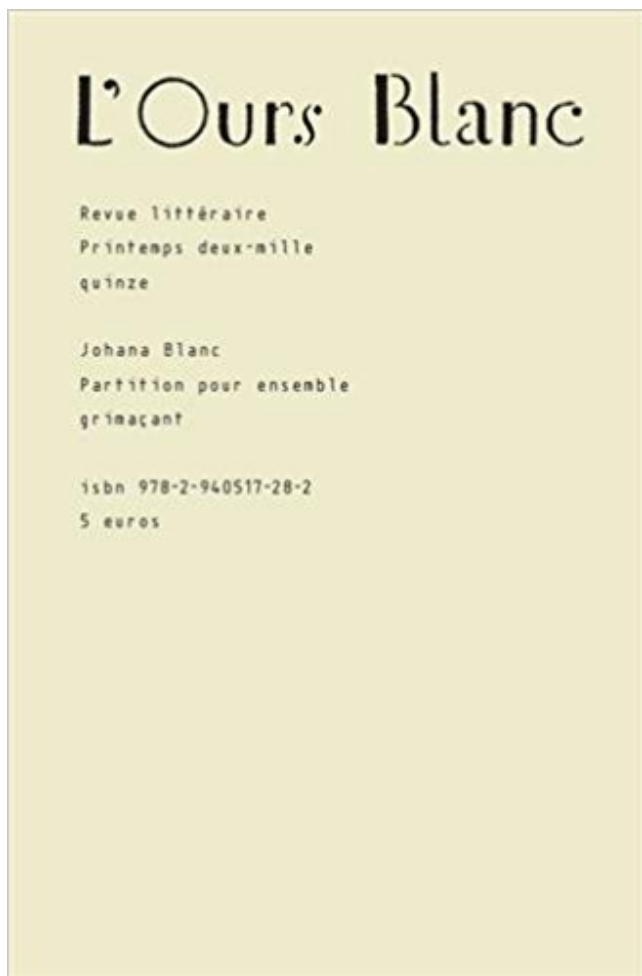 L'Ours Blanc
Revue littéraire
Printemps deux-mille
quinze
Johana Blanc
Partition pour ensemble
grimaçant
isbn 978-2-940517-28-2
5 euros